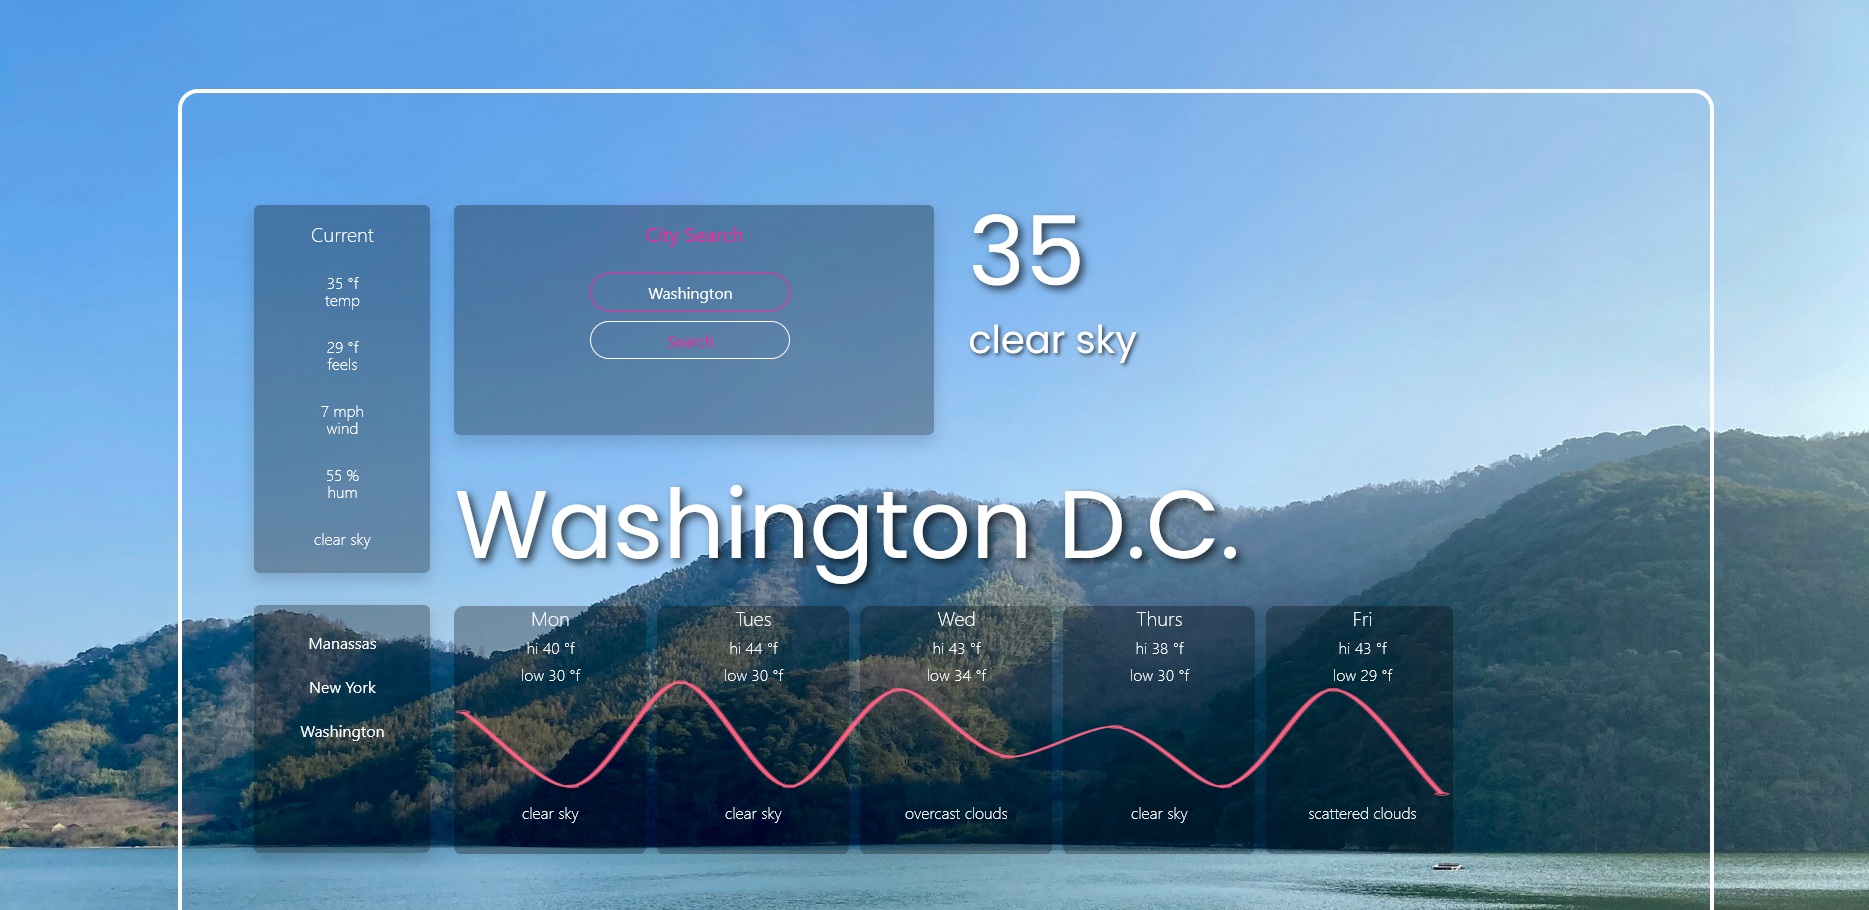 Current
35 °f
temp
29 °f
feels
7 mph
wind
55 %
hum
clear sky
City Search
Washington
Search
35
clear sky
Washington D.C.
Manassas
New York
Washington
Mon
hi 40 °f
low 30 °f
clear sky
Tues
hi 44 °f
low 30 °f
clear sky
Wed
hi 43 °f
low 34 °f
overcast clouds
Thurs
hi 38 °f
low 30 °f
clear sky
Fri
hi 43 °f
low 29 °f
scattered clouds